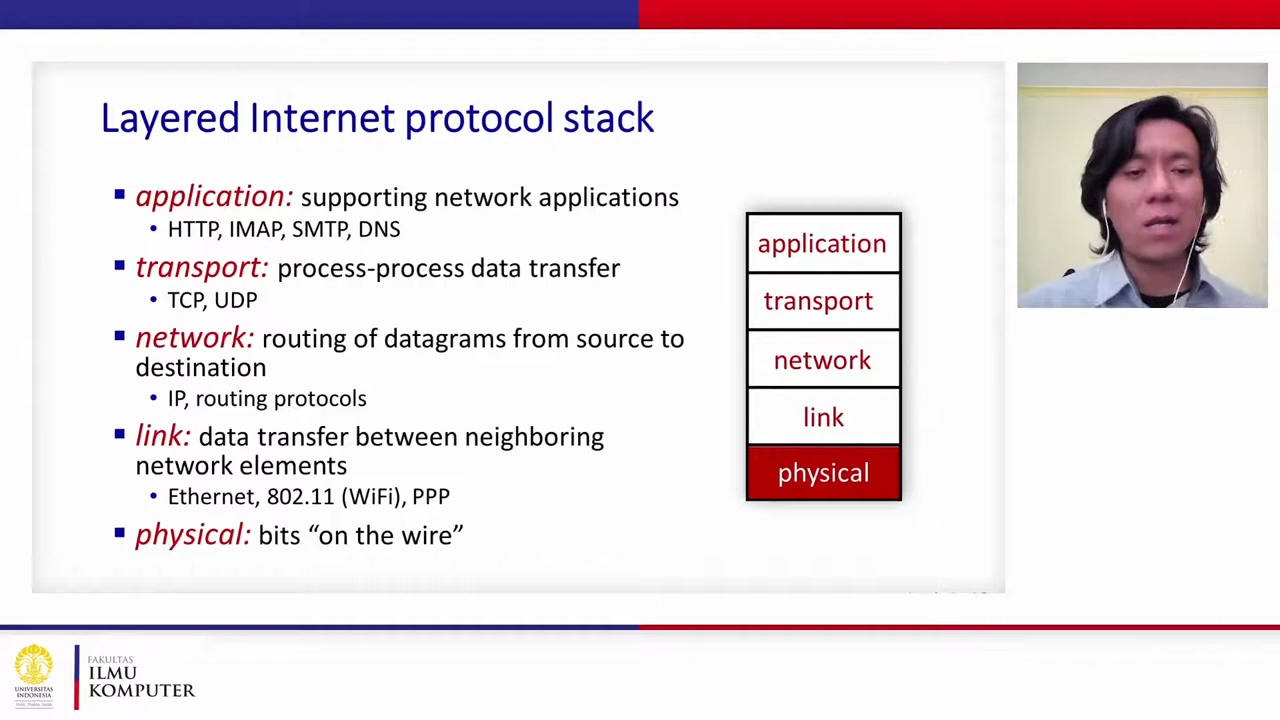 Layered Internet protocol stack
▪ application: supporting network applications
• HTTP, IMAP, SMTP, DNS
▪ transport: process-process data transfer
• TCP, UDP
▪ network: routing of datagrams from source to
destination
• IP, routing protocols
▪ link: data transfer between neighboring
network elements
• Ethernet, 802.11 (WiFi), PPP
▪ physical: bits “on the wire”
application
transport
network
link
physical
UNIVERSITAS
INDONESIA
FAKULTAS
ILMU
KOMPUTER